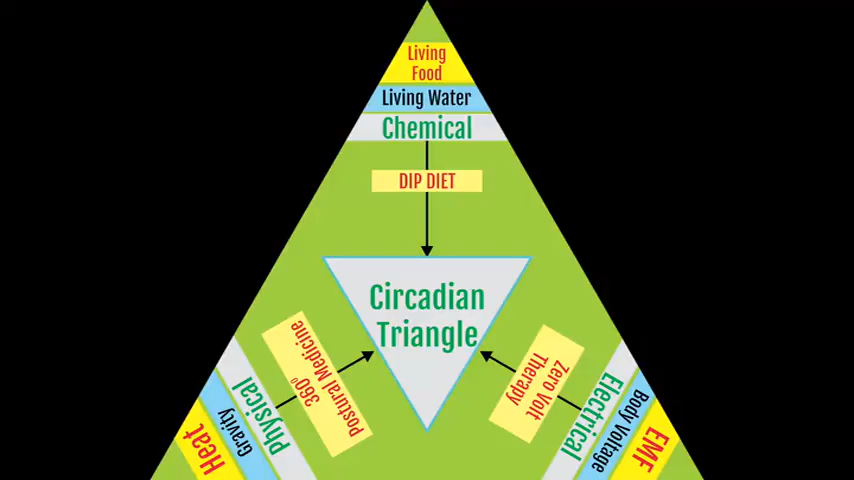 Living
Food
Living Water
Chemical
DIP DIET
Circadian
Triangle
360⁰
Postural Medicine
Physical
Gravity
Heat
Zero Volt
Therapy
Electrical
Body Voltage
EMF